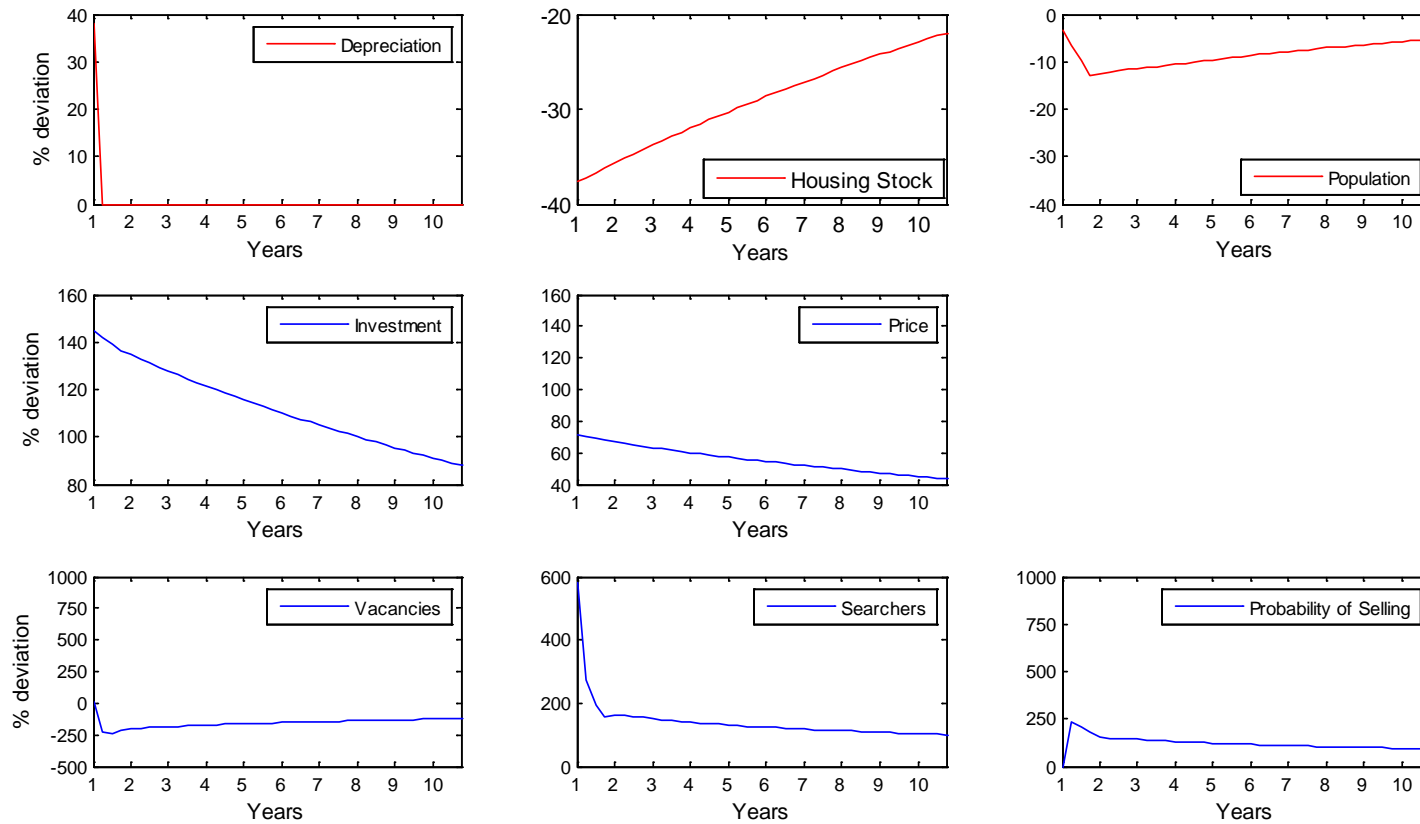 Depreciation
40
30
20
10
0
% deviation
1 2 3 4 5 6 7 8 9 10
Years
Housing Stock
-20
-30
-40
1 2 3 4 5 6 7 8 9 10
Years
Population
0
-10
-20
-30
-40
1 2 3 4 5 6 7 8 9 10
Years
Investment
160
140
120
100
80
% deviation
1 2 3 4 5 6 7 8 9 10
Years
Price
160
140
120
100
80
60
40
1 2 3 4 5 6 7 8 9 10
Years
Vacancies
1000
750
500
250
0
-250
-500
% deviation
1 2 3 4 5 6 7 8 9 10
Years
Searchers
600
400
200
0
1 2 3 4 5 6 7 8 9 10
Years
Probability of Selling
1000
750
500
250
0
1 2 3 4 5 6 7 8 9 10
Years